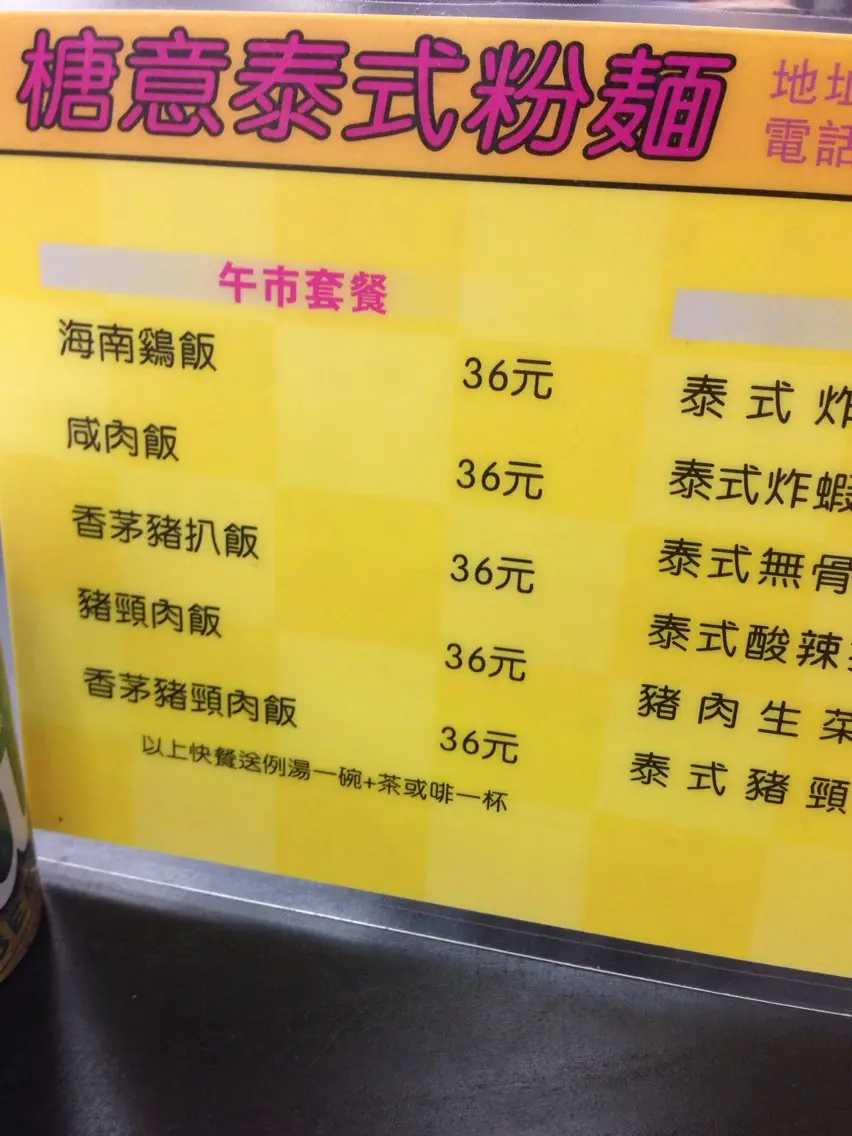 榶意泰式粉麵
地址
電話
午市套餐
海南鷄飯 36元
咸肉飯 36元
香茅豬扒飯 36元
豬頸肉飯 36元
香茅豬頸肉飯 36元
以上快餐送例湯一碗+茶或啡一杯
泰式炸
泰式炸蝦
泰式無骨
泰式酸辣
豬肉生菜
泰式豬頸